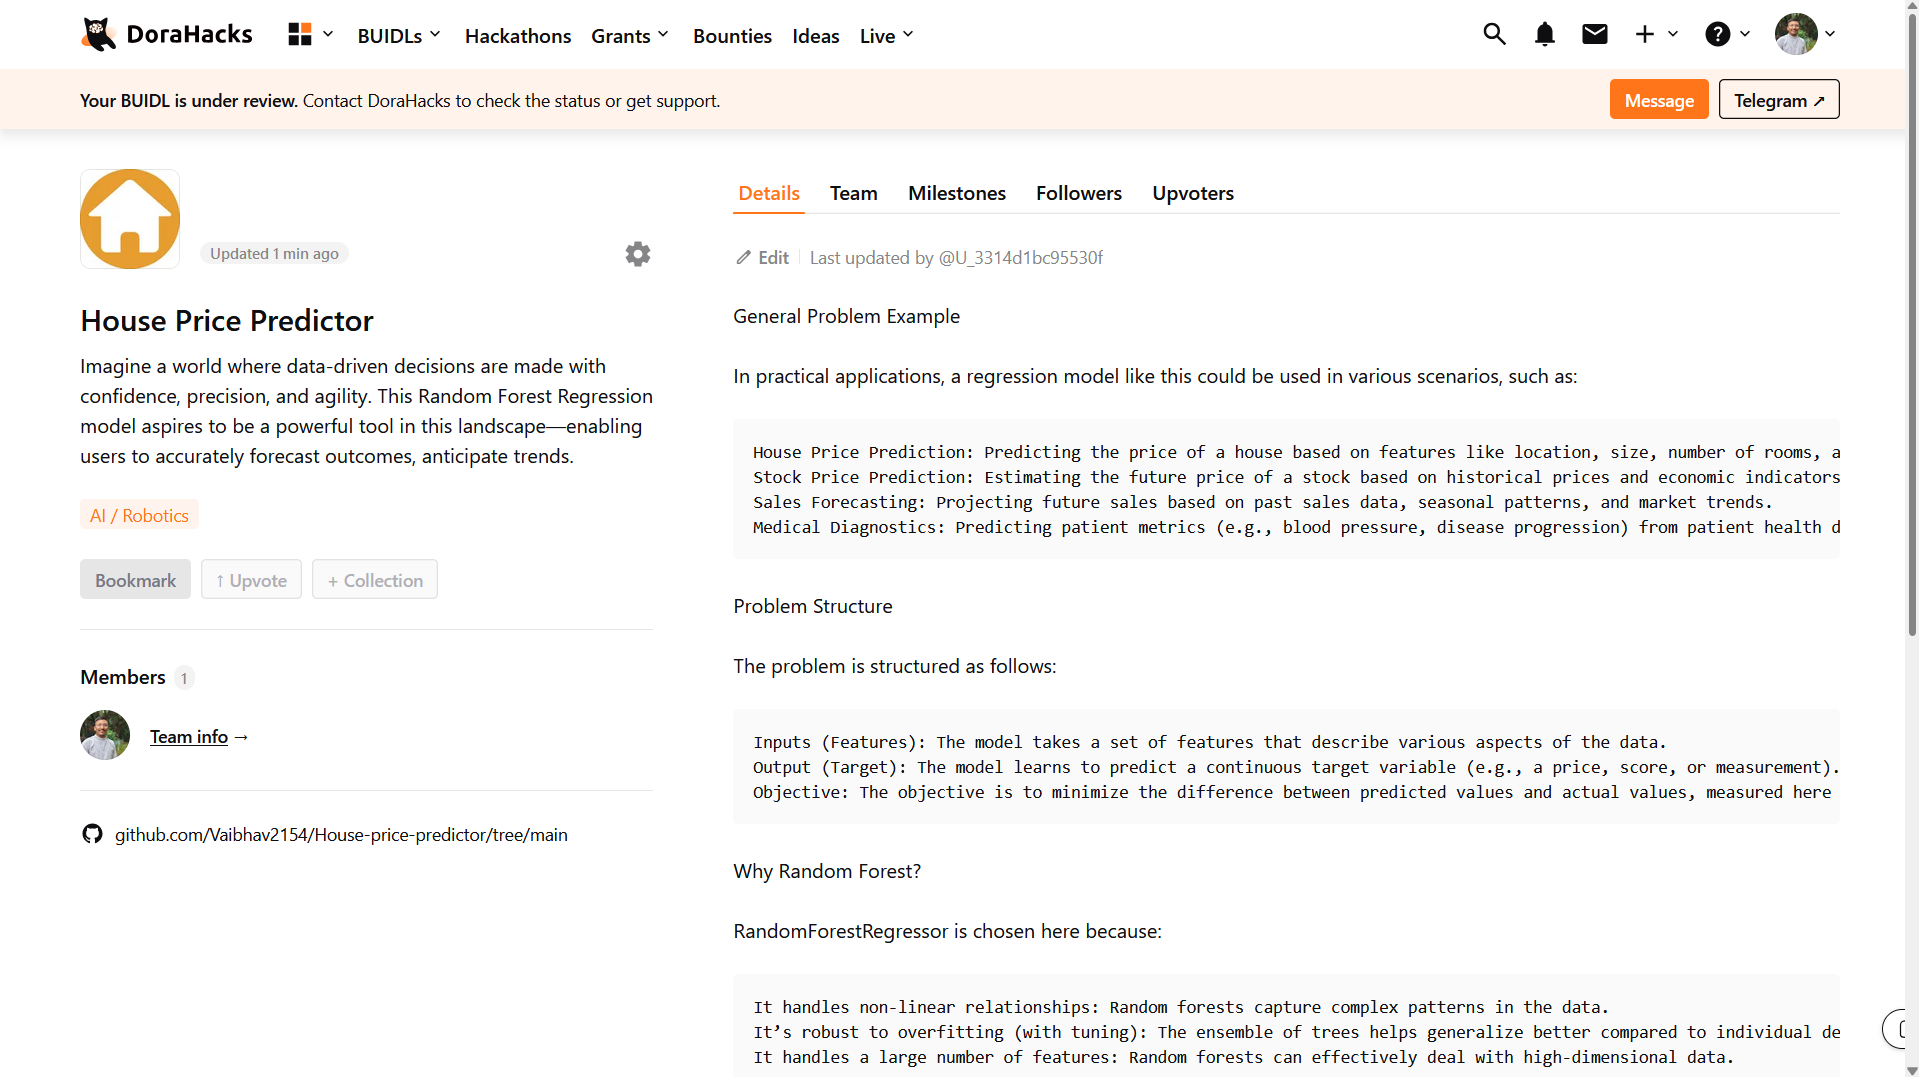 DoraHacks
BUIDLs
Hackathons
Grants
Bounties
Ideas
Live
Your BUIDL is under review. Contact DoraHacks to check the status or get support.
Message
Telegram ↗
Updated 1 min ago
House Price Predictor
Imagine a world where data-driven decisions are made with
confidence, precision, and agility. This Random Forest Regression
model aspires to be a powerful tool in this landscape—enabling
users to accurately forecast outcomes, anticipate trends.
AI / Robotics
Bookmark
↑ Upvote
+ Collection
Members 1
Team info →
github.com/Vaibhav2154/House-price-predictor/tree/main
Details
Team
Milestones
Followers
Upvoters
Edit
Last updated by @U_3314d1bc95530f
General Problem Example
In practical applications, a regression model like this could be used in various scenarios, such as:
House Price Prediction: Predicting the price of a house based on features like location, size, number of rooms, a
Stock Price Prediction: Estimating the future price of a stock based on historical prices and economic indicators
Sales Forecasting: Projecting future sales based on past sales data, seasonal patterns, and market trends.
Medical Diagnostics: Predicting patient metrics (e.g., blood pressure, disease progression) from patient health d
Problem Structure
The problem is structured as follows:
Inputs (Features): The model takes a set of features that describe various aspects of the data.
Output (Target): The model learns to predict a continuous target variable (e.g., a price, score, or measurement).
Objective: The objective is to minimize the difference between predicted values and actual values, measured here
Why Random Forest?
RandomForestRegressor is chosen here because:
It handles non-linear relationships: Random forests capture complex patterns in the data.
It’s robust to overfitting (with tuning): The ensemble of trees helps generalize better compared to individual de
It handles a large number of features: Random forests can effectively deal with high-dimensional data.